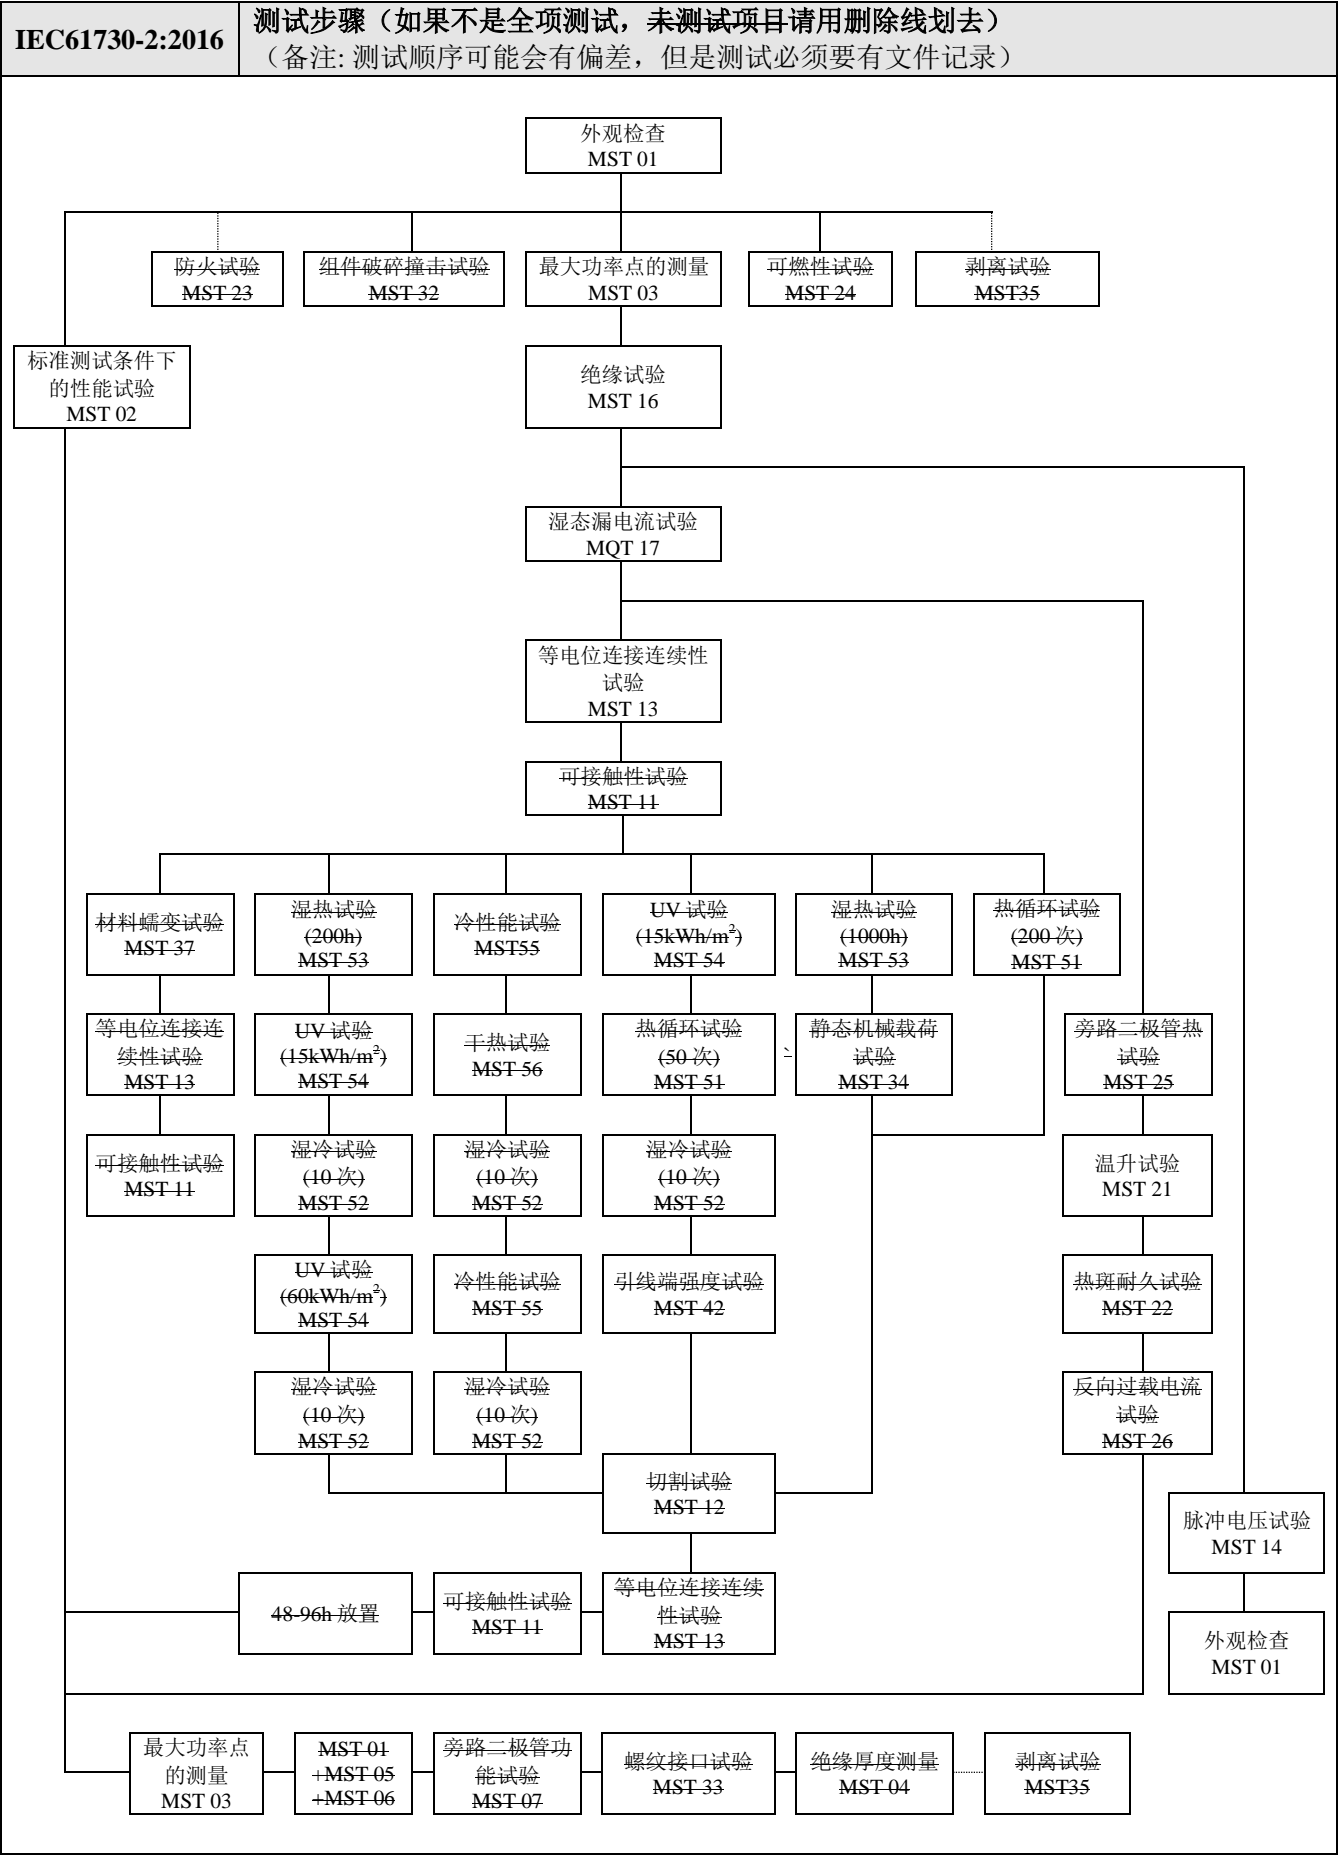 IEC61730-2:2016
测试步骤（如果不是全项测试，未测试项目请用删除线划去）
（备注: 测试顺序可能会有偏差，但是测试必须要有文件记录）
外观检查
MST 01
防火试验
MST 23
组件破碎撞击试验
MST 32
最大功率点的测量
MST 03
可燃性试验
MST 24
剥离试验
MST35
标准测试条件下
的性能试验
MST 02
绝缘试验
MST 16
湿态漏电流试验
MQT 17
等电位连接连续性
试验
MST 13
可接触性试验
MST 11
材料蠕变试验
MST 37
湿热试验
(200h)
MST 53
冷性能试验
MST55
UV 试验
(15kWh/m²)
MST 54
湿热试验
(1000h)
MST 53
热循环试验
(200 次)
MST 51
等电位连接连
续性试验
MST 13
UV 试验
(15kWh/m²)
MST 54
干热试验
MST 56
热循环试验
(50 次)
MST 51
、
静态机械载荷
试验
MST 34
旁路二极管热
试验
MST 25
可接触性试验
MST 11
湿冷试验
(10 次)
MST 52
湿冷试验
(10 次)
MST 52
湿冷试验
(10 次)
MST 52
温升试验
MST 21
UV 试验
(60kWh/m²)
MST 54
冷性能试验
MST 55
引线端强度试验
MST 42
热斑耐久试验
MST 22
湿冷试验
(10 次)
MST 52
湿冷试验
(10 次)
MST 52
反向过载电流
试验
MST 26
切割试验
MST 12
脉冲电压试验
MST 14
48-96h 放置
可接触性试验
MST 11
等电位连接连续
性试验
MST 13
外观检查
MST 01
最大功率点
的测量
MST 03
MST 01
+MST 05
+MST 06
旁路二极管功
能试验
MST 07
螺纹接口试验
MST 33
绝缘厚度测量
MST 04
剥离试验
MST35